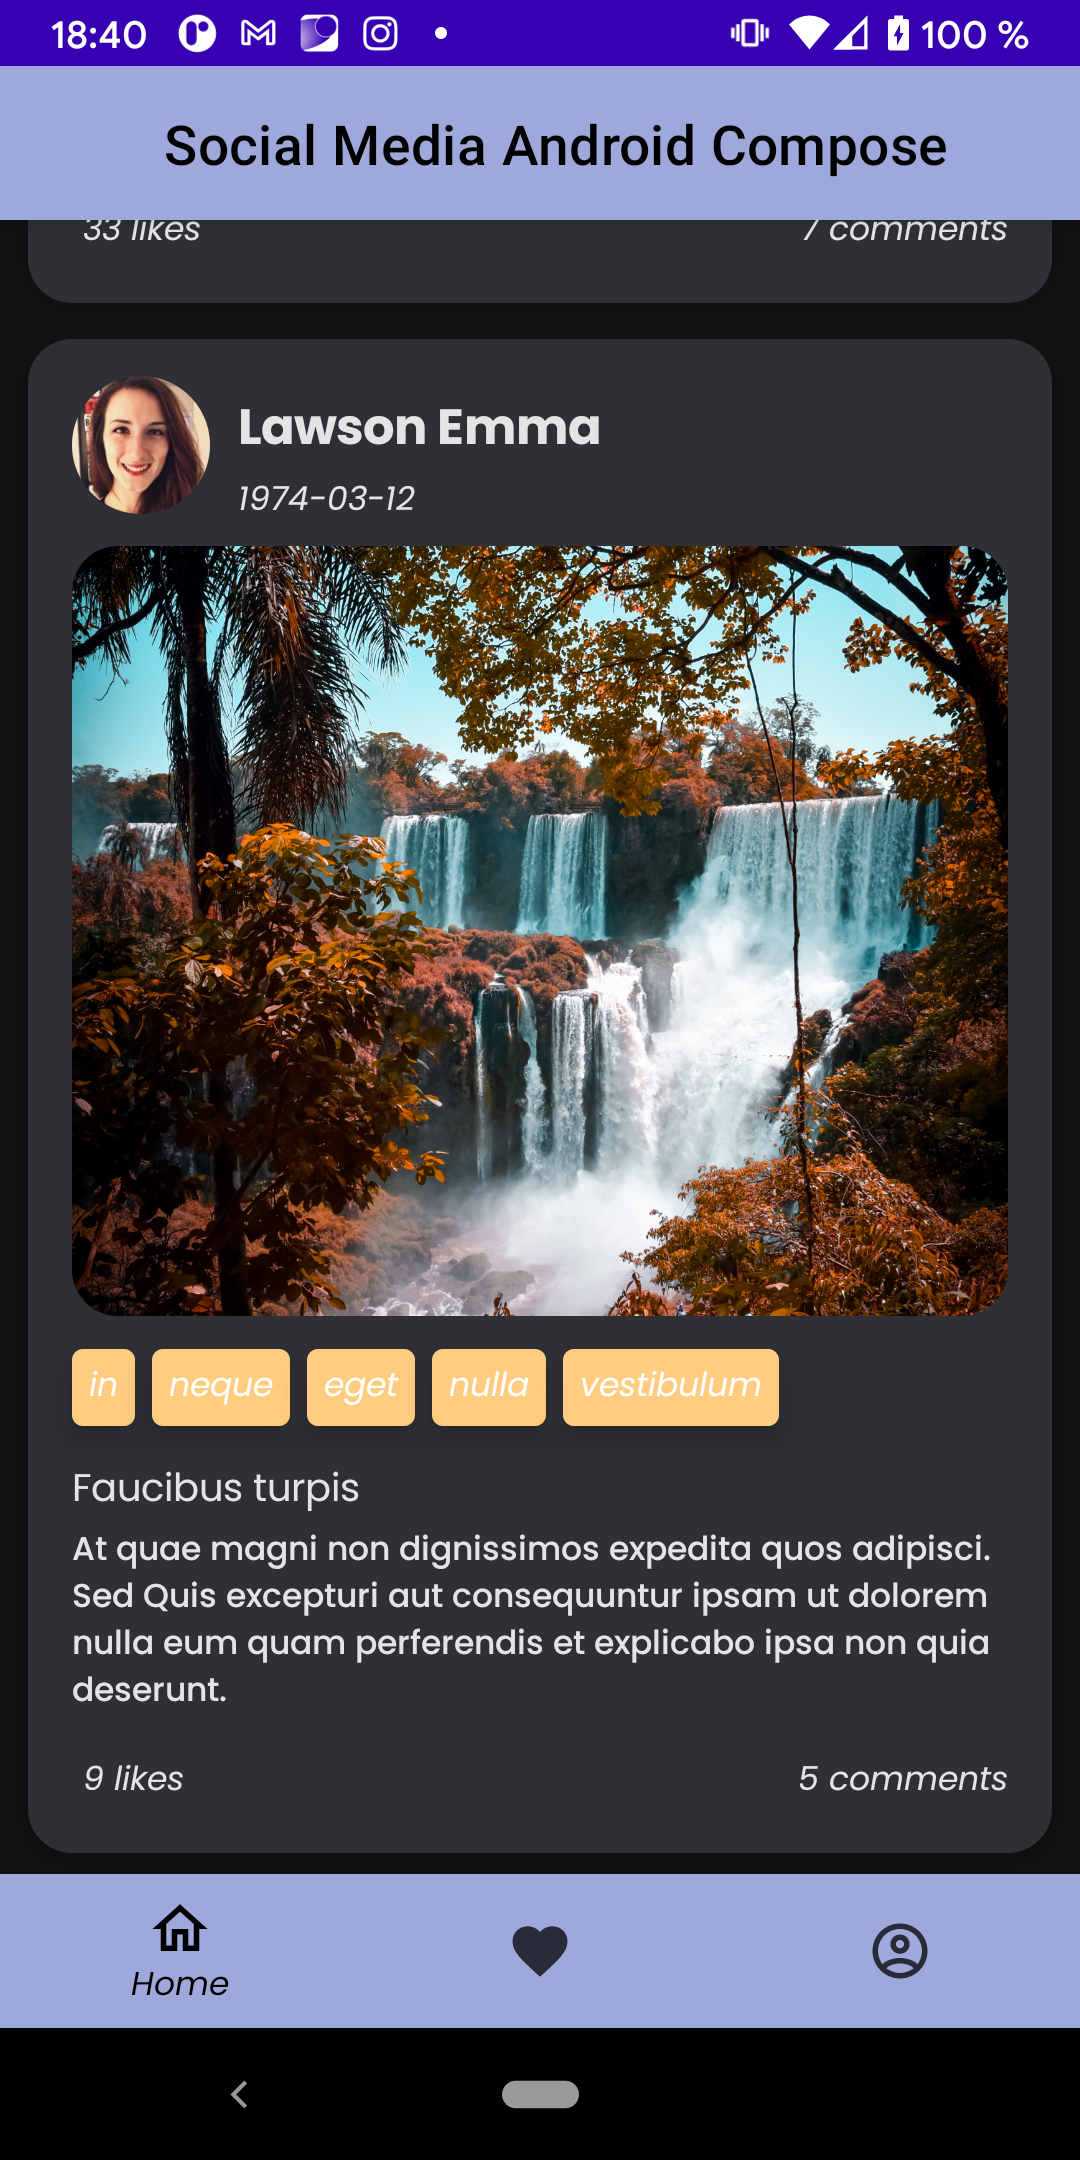 18:40
100 %
Social Media Android Compose
33 likes
7 comments
Lawson Emma
1974-03-12
in neque eget nulla vestibulum
Faucibus turpis
At quae magni non dignissimos expedita quos adipisci.
Sed Quis excepturi aut consequuntur ipsam ut dolorem
nulla eum quam perferendis et explicabo ipsa non quia
deserunt.
9 likes
5 comments
Home